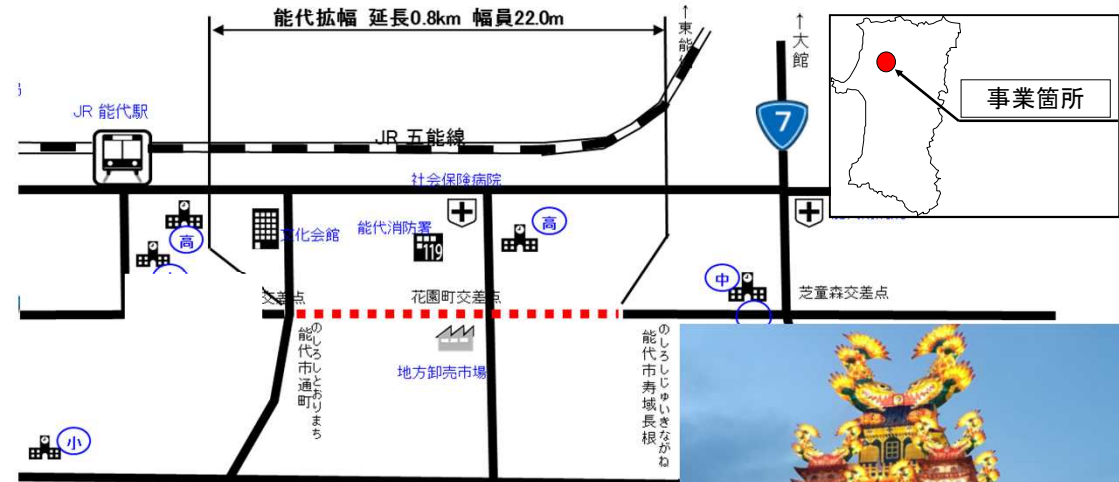 能代拡幅 延長0.8km 幅員22.0m
↑東能代
↑大館
事業箇所
JR 能代駅
7
JR 五能線
社会保険病院
高
文化会館
能代消防署
119
高
中
交差点
花園町交差点
芝童森交差点
のしろしとおりまち
能代市通町
地方卸売市場
のしろしじゅいきながね
能代市寿域長根
小